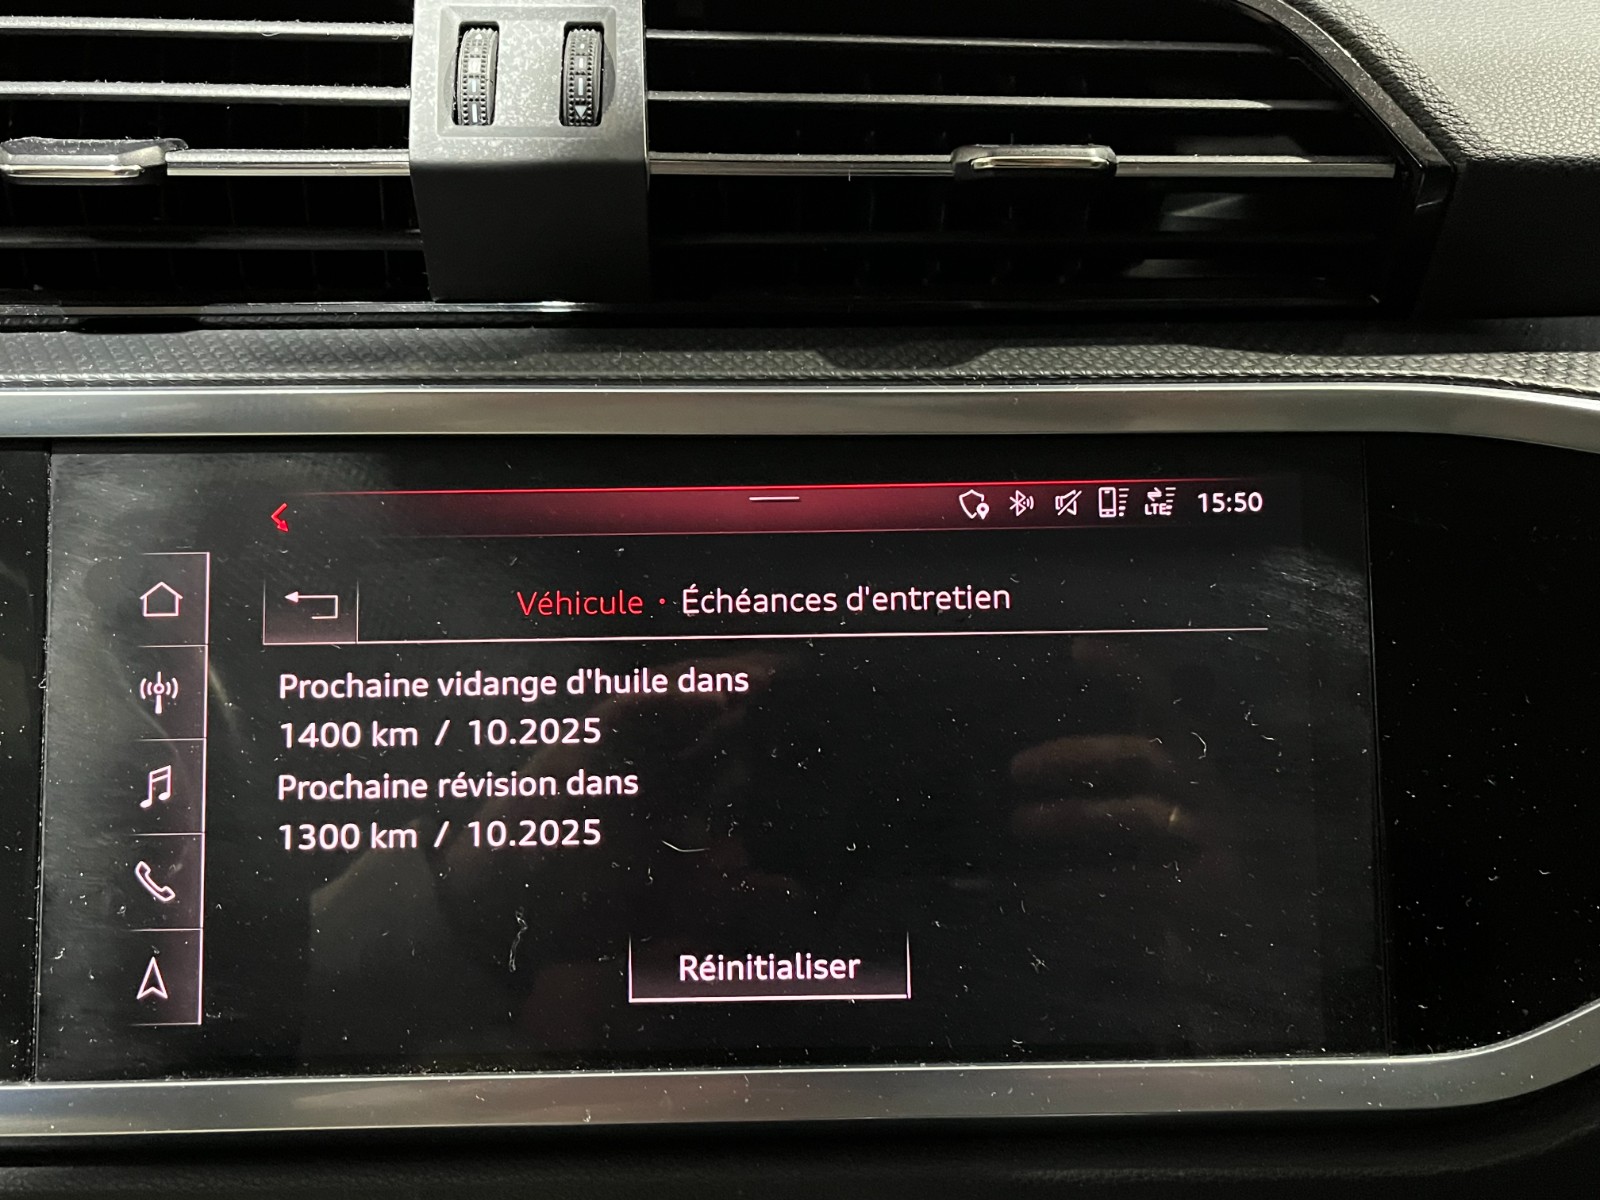 LTE 15:50
Véhicule · Échéances d'entretien
Prochaine vidange d'huile dans
1400 km / 10.2025
Prochaine révision dans
1300 km / 10.2025
Réinitialiser